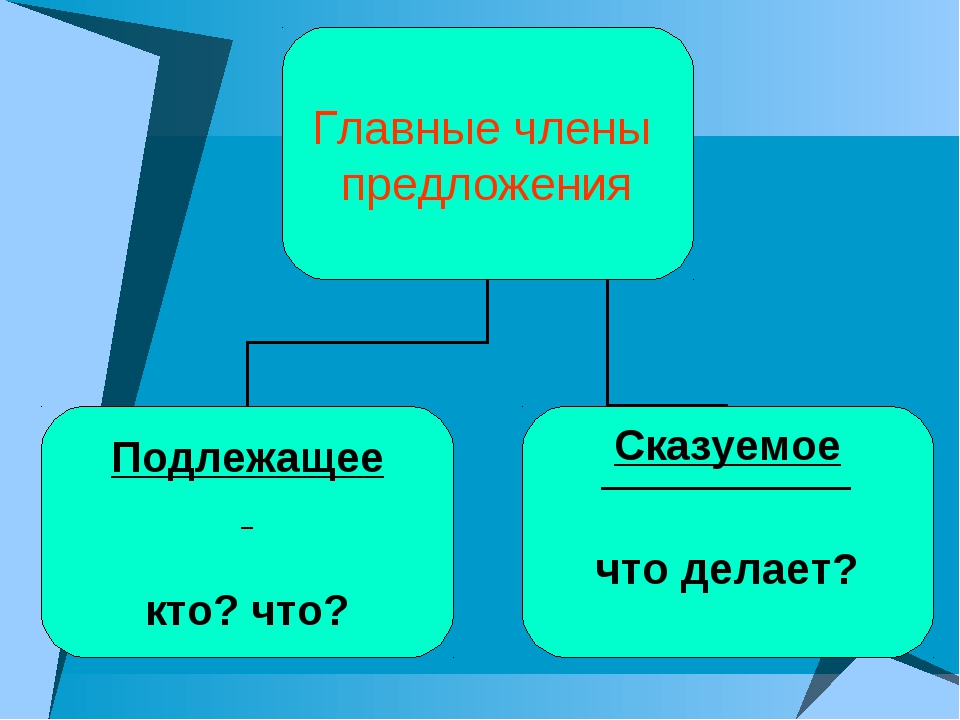 Главные члены
предложения
Подлежащее
кто? что?
Сказуемое
что делает?